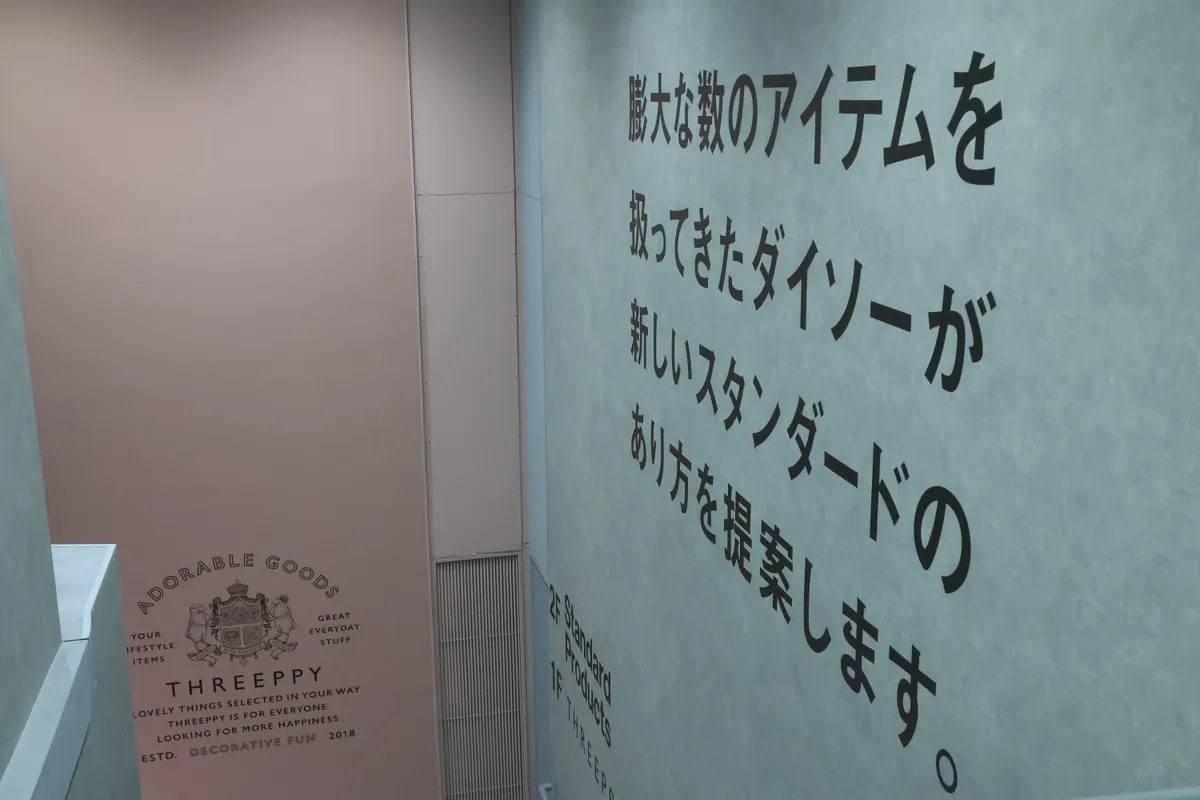 膨大な数のアイテムを
扱ってきたダイソーが
新しいスタンダードの
あり方を提案します。
2F Standard
Products
1F THREEPP
ADORABLE GOODS
YOUR
IFESTYLE
ITEMS
GREAT
EVERYDAY
STUFF
THREEPPY
LOVELY THINGS SELECTED IN YOUR WAY
THREEPPY IS FOR EVERYONE
LOOKING FOR MORE HAPPINESS
ESTD. DECORATIVE FUN 2018